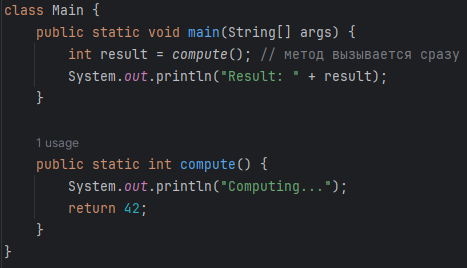 class Main {
    public static void main(String[] args) {
        int result = compute(); // метод вызывается сразу
        System.out.println("Result: " + result);
    }
    1 usage
    public static int compute() {
        System.out.println("Computing...");
        return 42;
    }
}